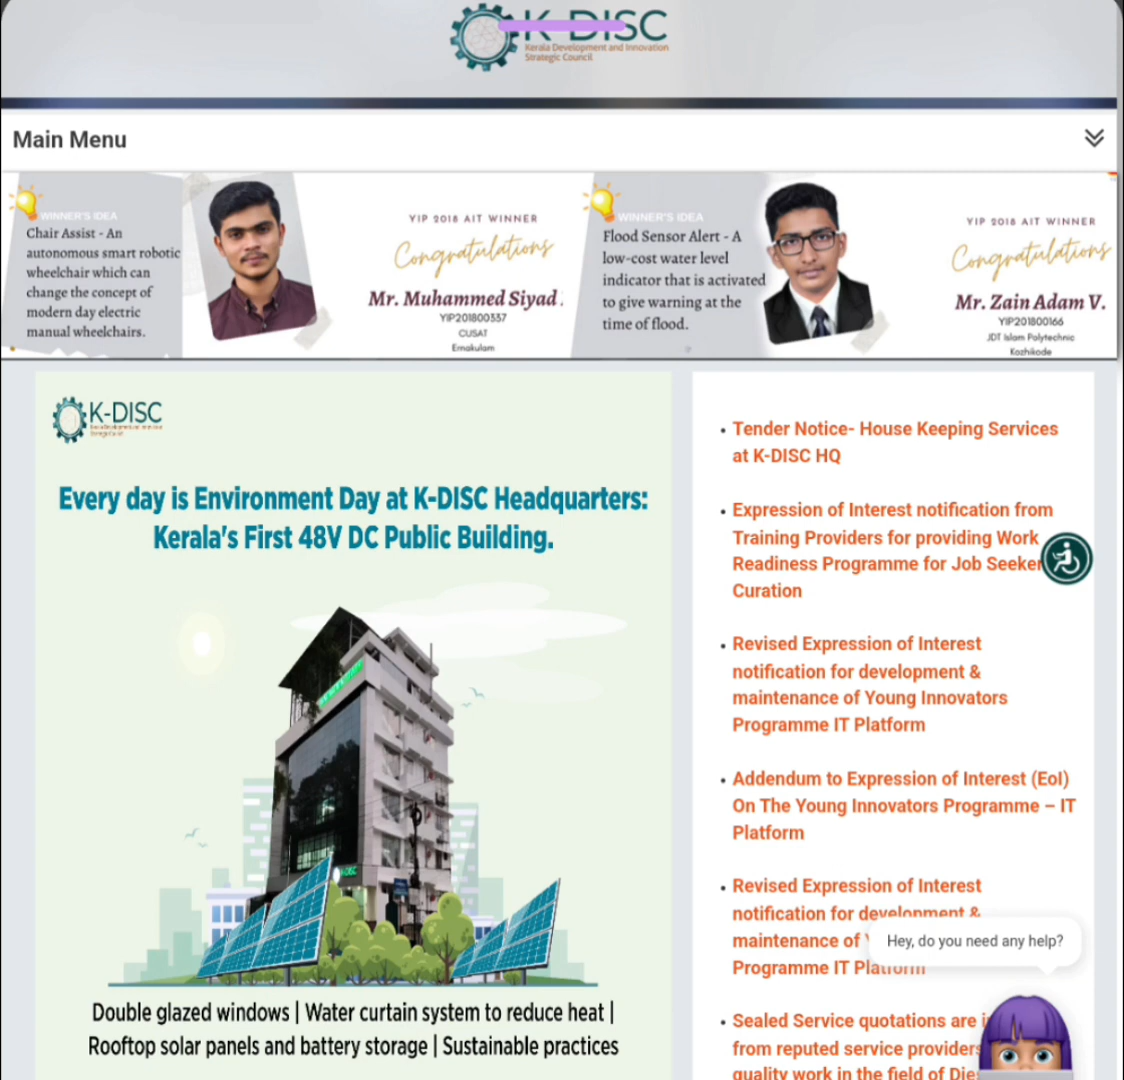 K-DISC
Kerala Development and Innovation
Strategic Council
Main Menu
WINNER'S IDEA
Chair Assist - An
autonomous smart robotic
wheelchair which can
change the concept of
modern day electric
manual wheelchairs.
YIP 2018 AIT WINNER
Congratulations
Mr. Muhammed Siyad
YIP201800337
CUSAT
Ernakulam
WINNER'S IDEA
Flood Sensor Alert - A
low-cost water level
indicator that is activated
to give warning at the
time of flood.
YIP 2018 AIT WINNER
Congratulations
Mr. Zain Adam V.
YIP201800166
JDT Islam Polytechnic
Kozhikode
K-DISC
Every day is Environment Day at K-DISC Headquarters:
Kerala's First 48V DC Public Building.
K-DISC
Double glazed windows | Water curtain system to reduce heat |
Rooftop solar panels and battery storage | Sustainable practices
• Tender Notice- House Keeping Services
at K-DISC HQ
• Expression of Interest notification from
Training Providers for providing Work
Readiness Programme for Job Seeker
Curation
• Revised Expression of Interest
notification for development &
maintenance of Young Innovators
Programme IT Platform
• Addendum to Expression of Interest (EoI)
On The Young Innovators Programme – IT
Platform
• Revised Expression of Interest
notification for development &
maintenance of
Programme IT Platform
• Sealed Service quotations are
from reputed service providers
quality work in the field of
Hey, do you need any help?